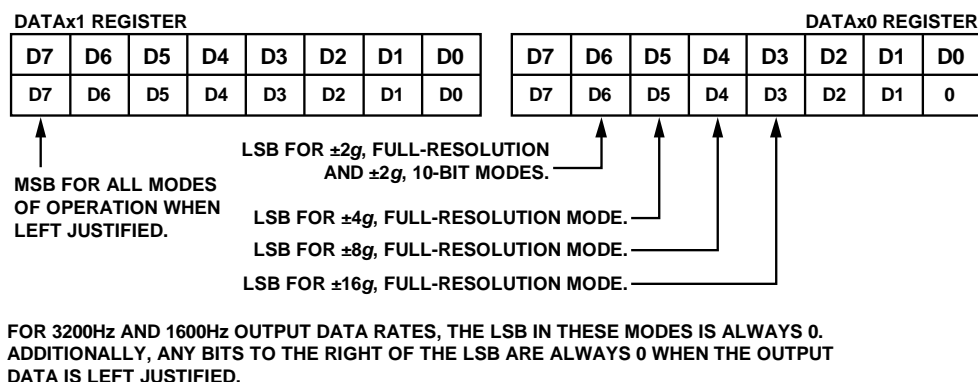 DATAx1 REGISTER
DATAx0 REGISTER
D7 D6 D5 D4 D3 D2 D1 D0 D7 D6 D5 D4 D3 D2 D1 D0
D7 D6 D5 D4 D3 D2 D1 D0 D7 D6 D5 D4 D3 D2 D1 0
MSB FOR ALL MODES
OF OPERATION WHEN
LEFT JUSTIFIED.
LSB FOR ±2g, FULL-RESOLUTION
AND ±2g, 10-BIT MODES.
LSB FOR ±4g, FULL-RESOLUTION MODE.
LSB FOR ±8g, FULL-RESOLUTION MODE.
LSB FOR ±16g, FULL-RESOLUTION MODE.
FOR 3200Hz AND 1600Hz OUTPUT DATA RATES, THE LSB IN THESE MODES IS ALWAYS 0.
ADDITIONALLY, ANY BITS TO THE RIGHT OF THE LSB ARE ALWAYS 0 WHEN THE OUTPUT
DATA IS LEFT JUSTIFIED.